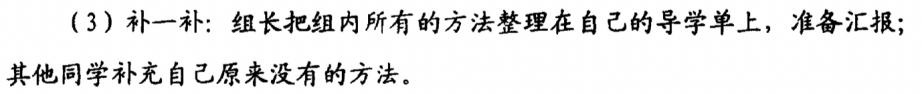 （3）补一补：组长把组内所有的方法整理在自己的导学单上，准备汇报；
其他同学补充自己原来没有的方法。